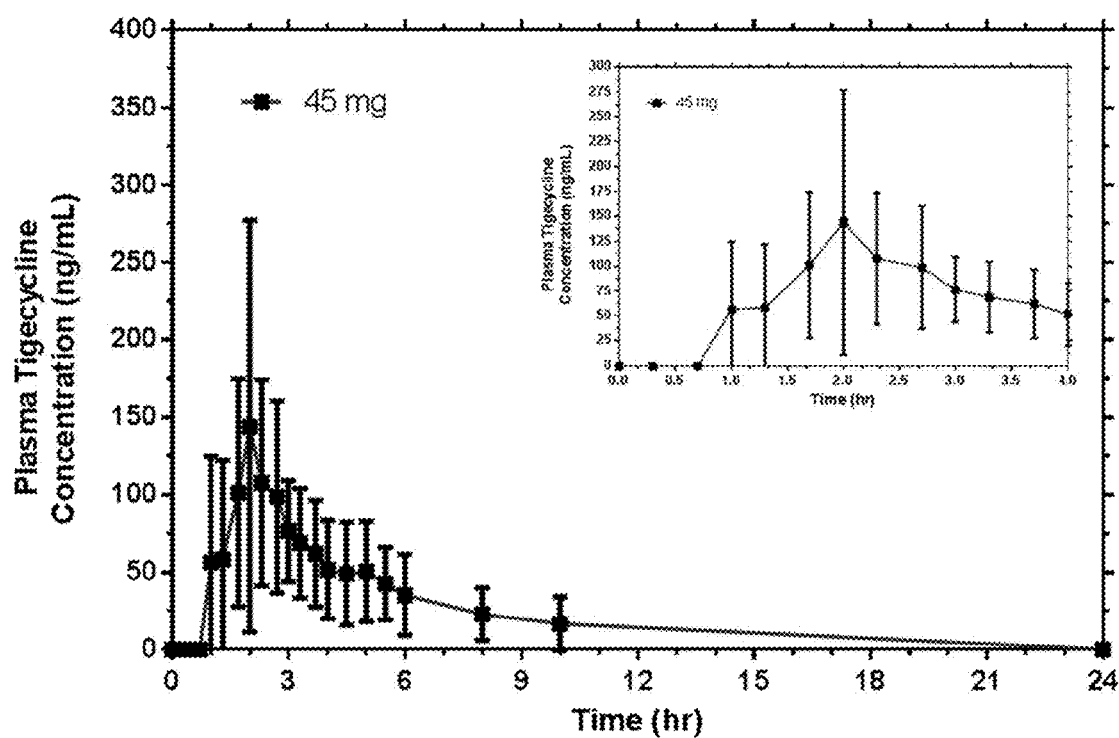 400
350
300
250
200
150
100
50
0
Plasma Tigecycline
Concentration (ng/mL)
45 mg
0 3 6 9 12 15 18 21 24
Time (hr)
300
275
250
225
200
175
150
125
100
75
50
25
0
Plasma Tigecycline
Concentration (ng/mL)
45 mg
0.0 0.5 1.0 1.5 2.0 2.5 3.0 3.5 4.0
Time (hr)